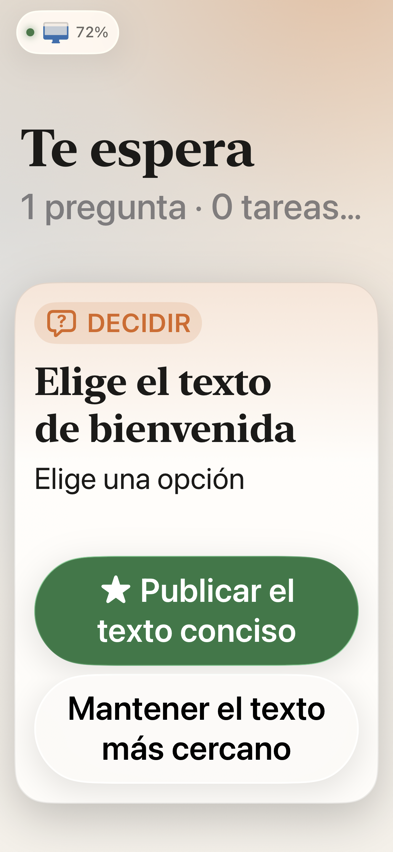 72%
Te espera
1 pregunta · 0 tareas…
DECIDIR
Elige el texto
de bienvenida
Elige una opción
Publicar el
texto conciso
Mantener el texto
más cercano